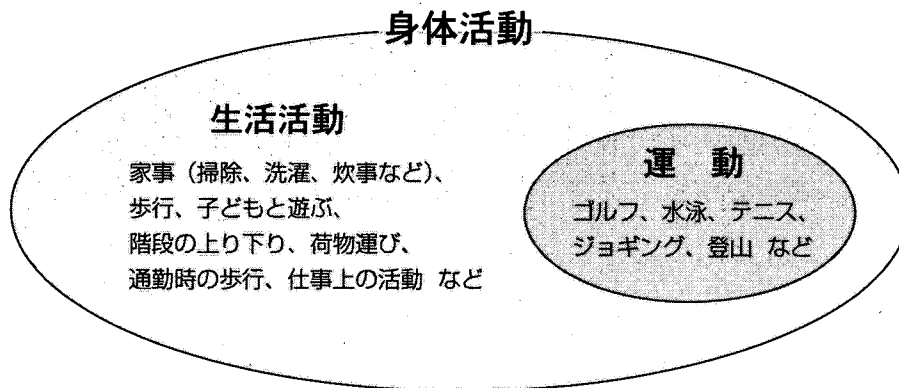 身体活動
生活活動
家事（掃除、洗濯、炊事など）、
歩行、子どもと遊ぶ、
階段の上り下り、荷物運び、
通勤時の歩行、仕事上の活動 など
運 動
ゴルフ、水泳、テニス、
ジョギング、登山 など